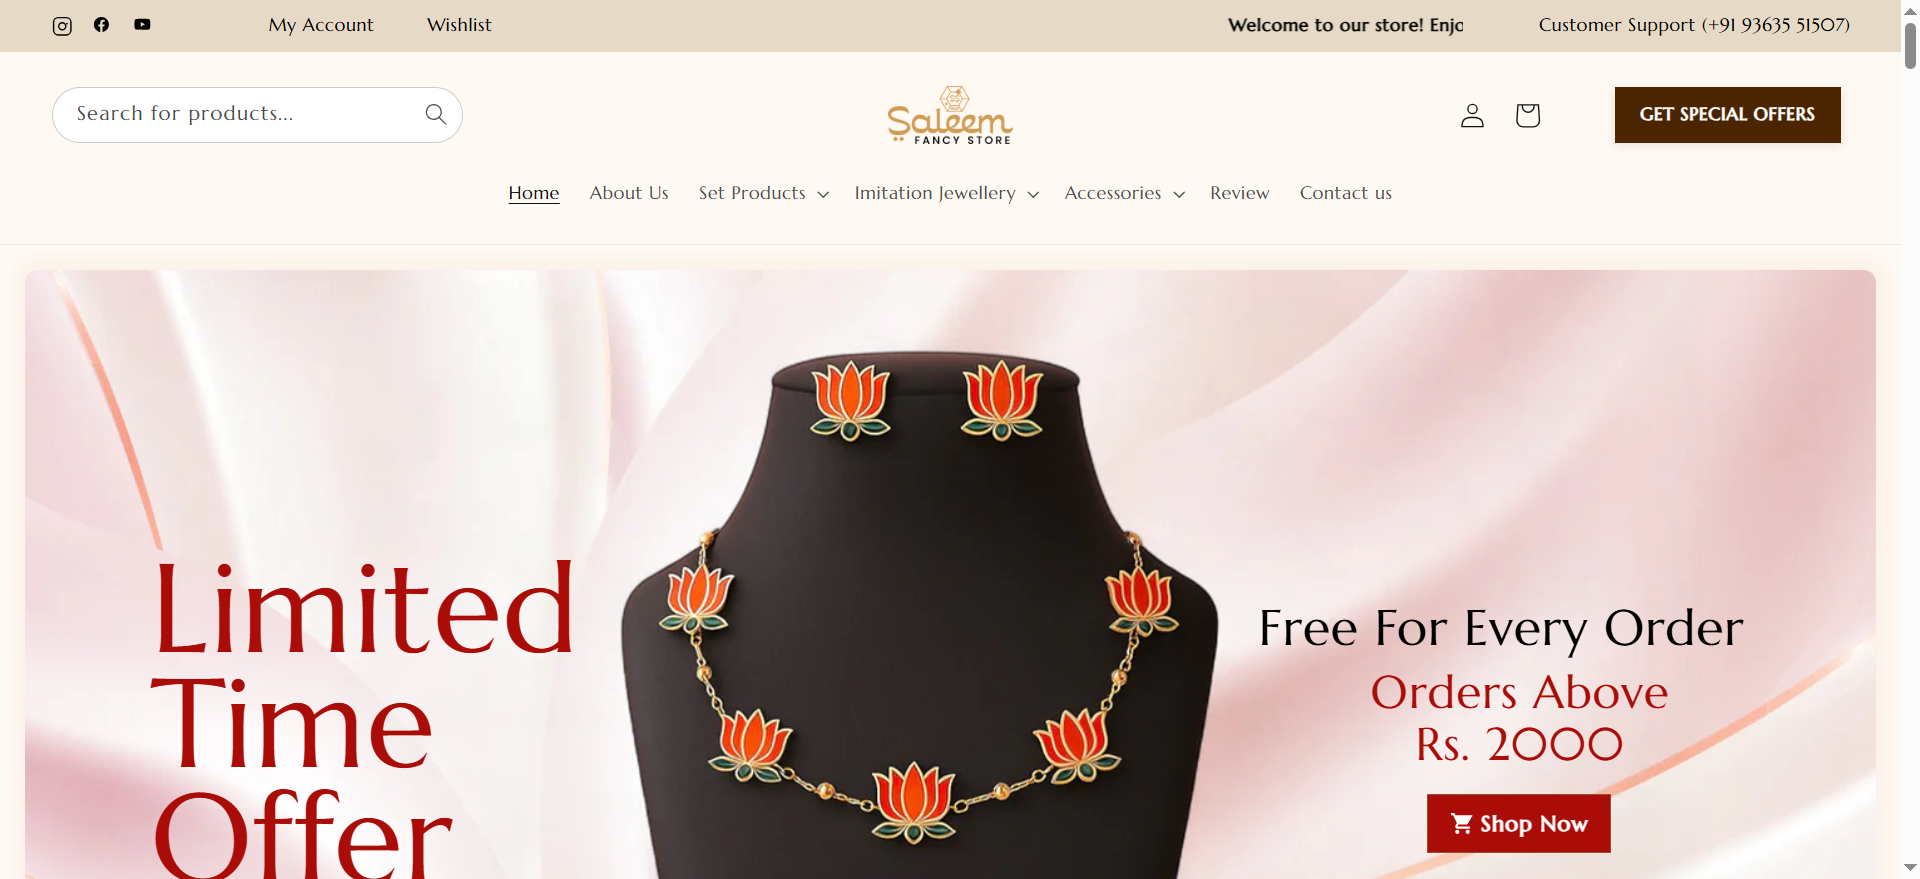 My Account
Wishlist
Welcome to our store!
Customer Support (+91 93635 51507)
Search for products...
Saleem
FANCY STORE
GET SPECIAL OFFERS
Home
About Us
Set Products
Imitation Jewellery
Accessories
Review
Contact us
Limited
Time
Offer
Free For Every Order
Orders Above
Rs. 2000
Shop Now